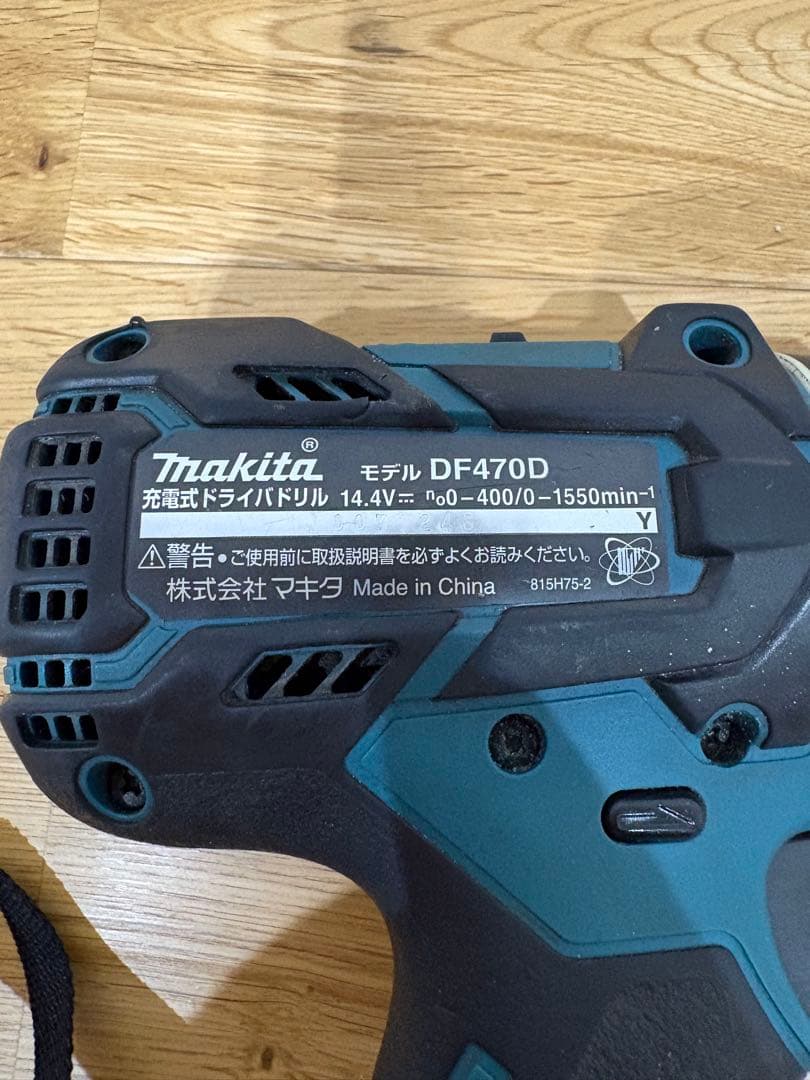 makita® モデル DF470D
充電式ドライバドリル 14.4V⎓ n₀0-400/0-1550min⁻¹
Y
⚠警告●ご使用前に取扱説明書を必ずよくお読みください。
株式会社マキタ Made in China 815H75-2